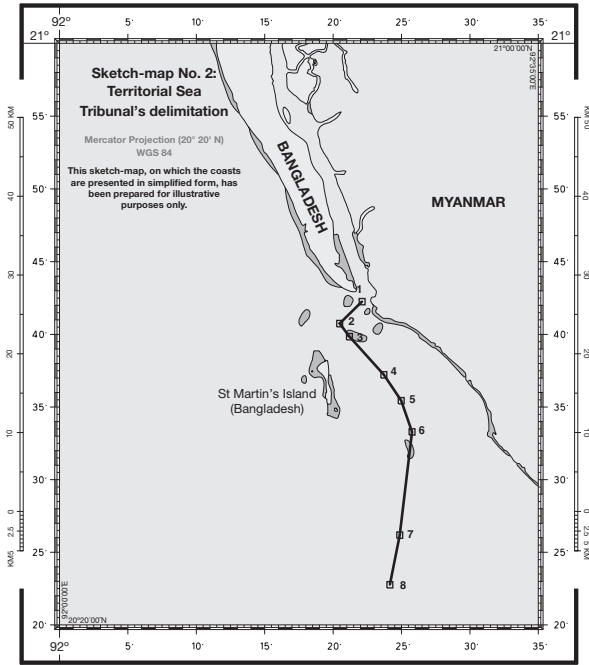 92° 5' 10' 15' 20' 25' 30' 35'
21° 21°
21°00'00"N
92°35'00"E
Sketch-map No. 2:
Territorial Sea
Tribunal's delimitation
Mercator Projection (20° 20' N)
WGS 84
This sketch-map, on which the coasts
are presented in simplified form, has
been prepared for illustrative
purposes only.
BANGLADESH
MYANMAR
50 KM
40
30
20
10
0
2.5
KM5
55'
50'
45'
40'
35'
30'
25'
20'
1
2
3
4
5
6
7
8
St Martin's Island
(Bangladesh)
55'
50'
45'
40'
35'
30'
25'
20'
KM 50
40
30
20
10
0
2.5
5 KM
92°00'00"E
20°20'00"N
92° 5' 10' 15' 20' 25' 30' 35'